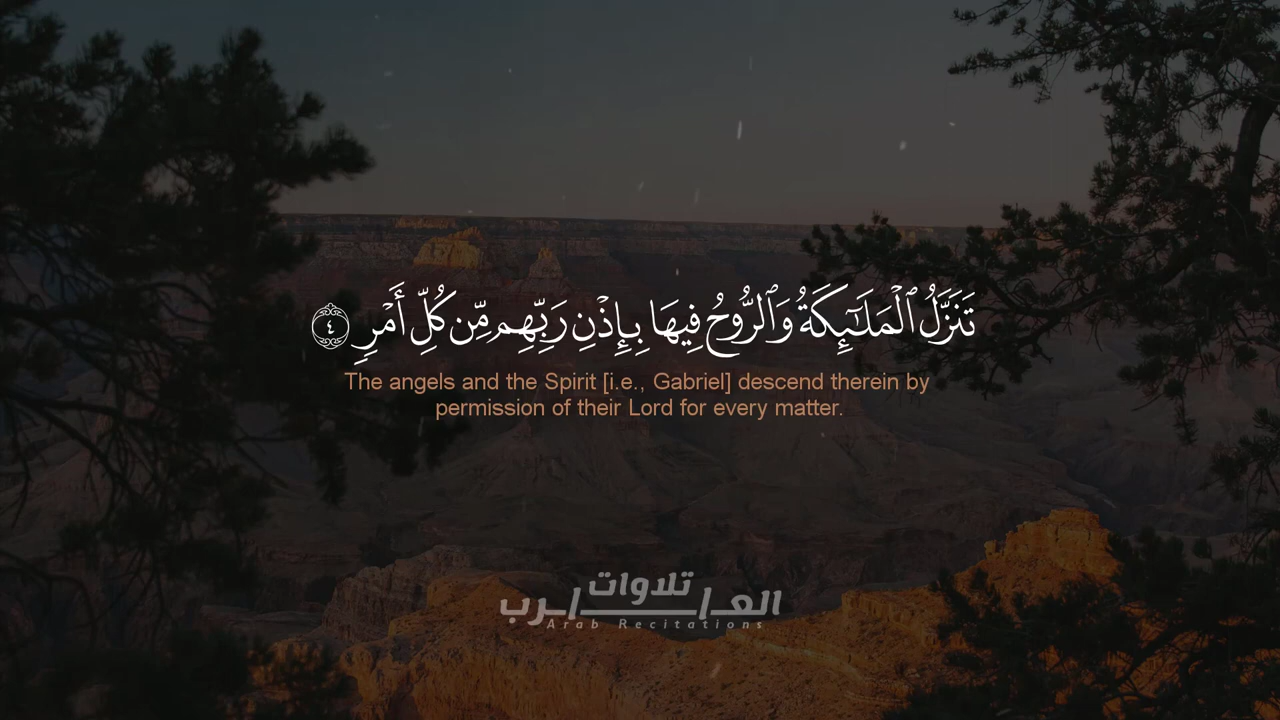 تَنَزَّلُ ٱلْمَلَـٰٓئِكَةُ وَٱلرُّوحُ فِيهَا بِإِذْنِ رَبِّهِم مِّن كُلِّ أَمْرٍ ٤
The angels and the Spirit [i.e., Gabriel] descend therein by
permission of their Lord for every matter.
تلاوات
العرب
Arab Recitations